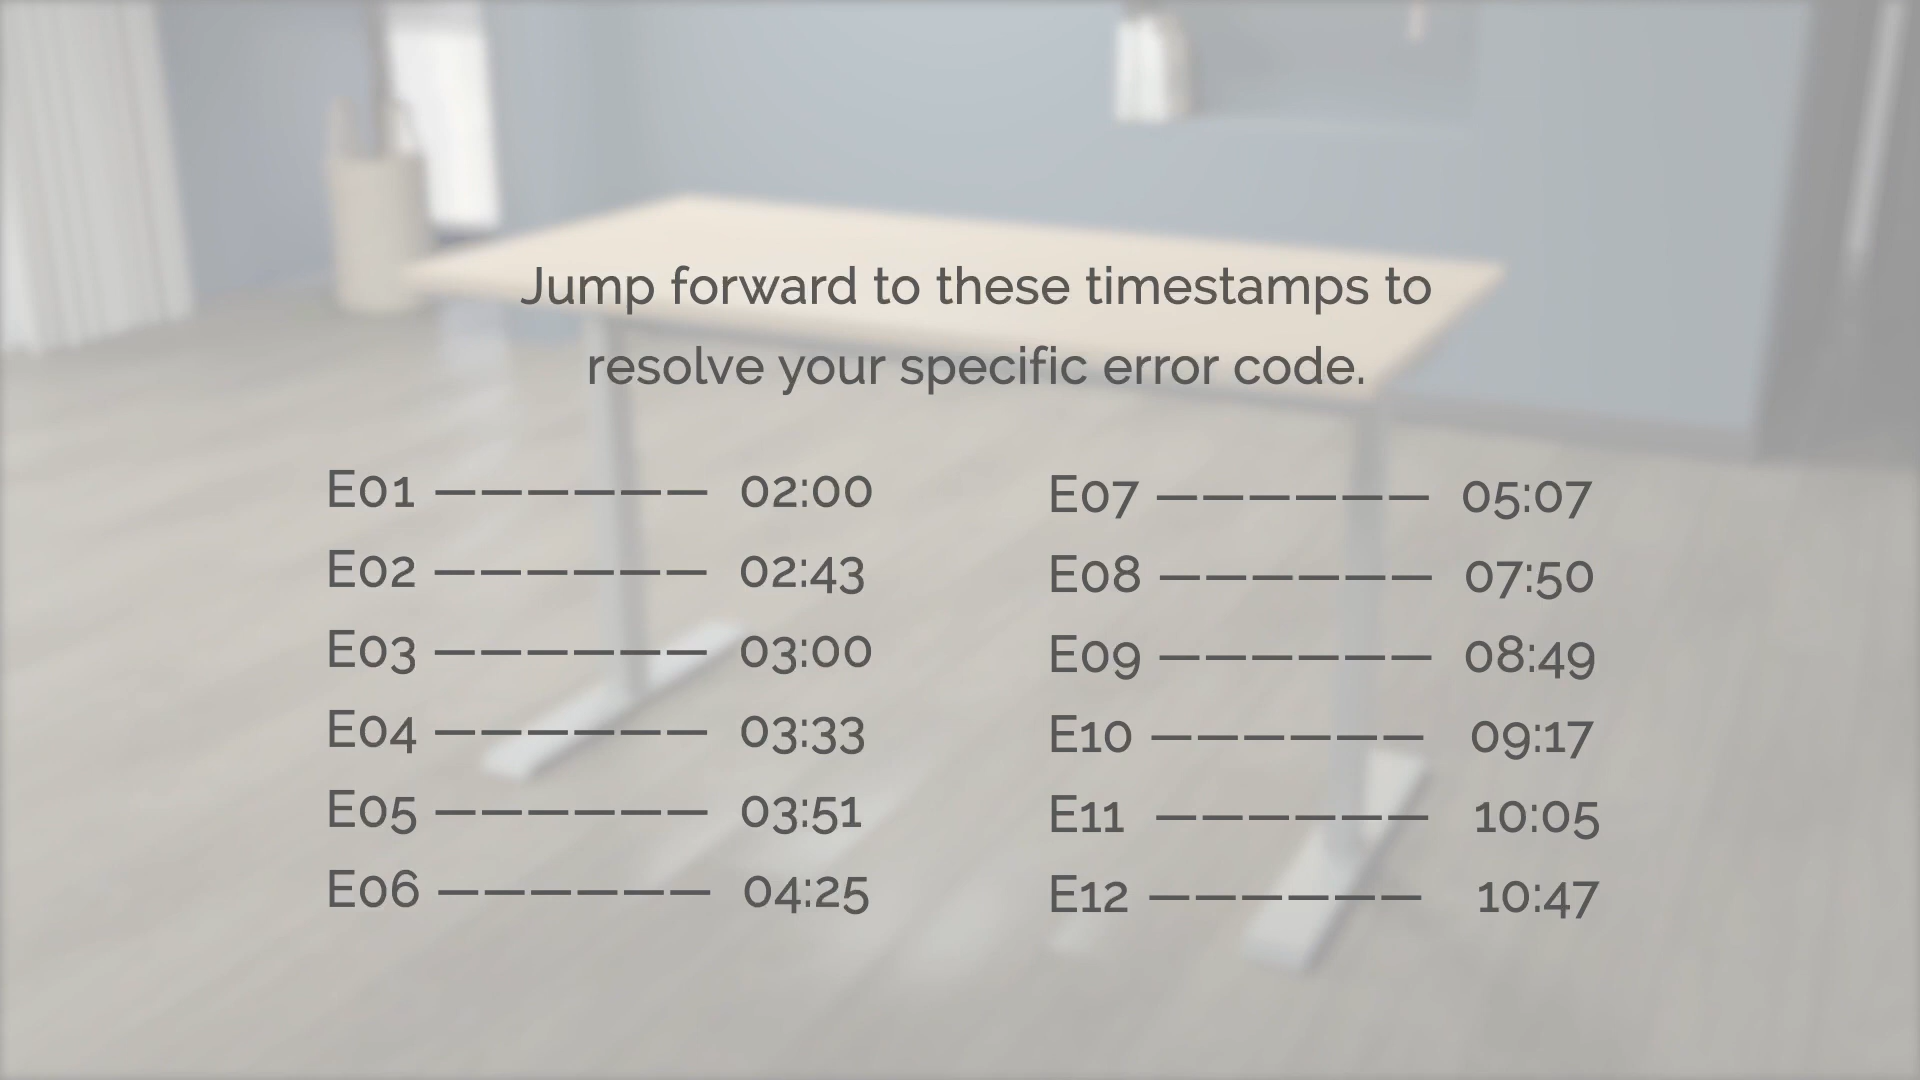 Jump forward to these timestamps to
resolve your specific error code.
E01 —————— 02:00
E02 —————— 02:43
E03 —————— 03:00
E04 —————— 03:33
E05 —————— 03:51
E06 —————— 04:25
E07 —————— 05:07
E08 —————— 07:50
E09 —————— 08:49
E10 —————— 09:17
E11 —————— 10:05
E12 —————— 10:47